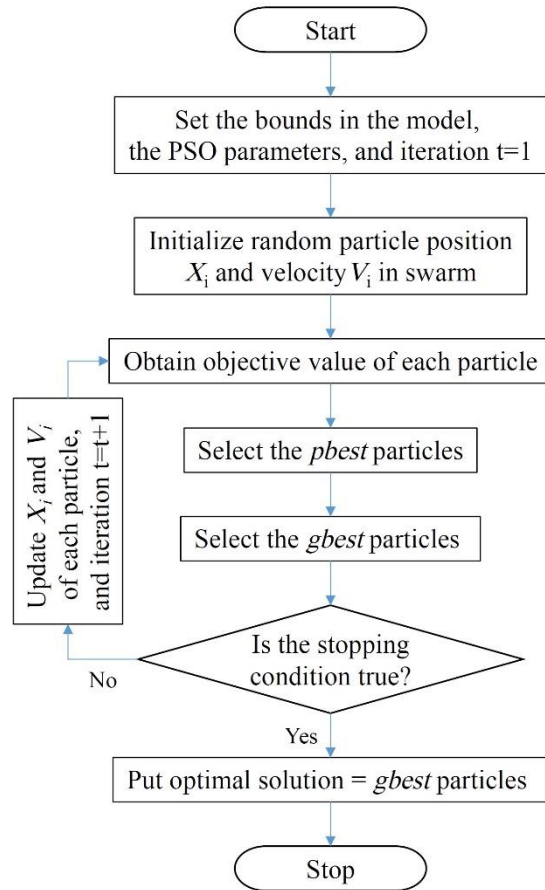 Start
Set the bounds in the model,
the PSO parameters, and iteration t=1
Initialize random particle position
Xi and velocity Vi in swarm
Obtain objective value of each particle
Select the pbest particles
Select the gbest particles
Is the stopping
condition true?
No
Update Xi and Vi
of each particle,
and iteration t=t+1
Yes
Put optimal solution = gbest particles
Stop